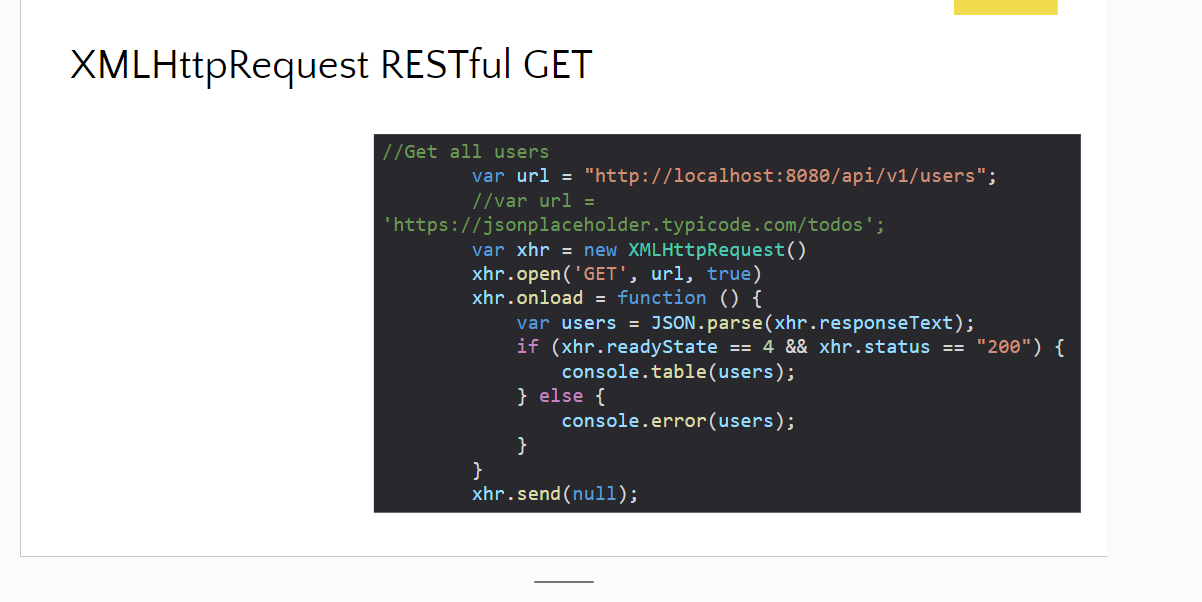 XMLHttpRequest RESTful GET
//Get all users
var url = "http://localhost:8080/api/v1/users";
//var url =
'https://jsonplaceholder.typicode.com/todos';
var xhr = new XMLHttpRequest()
xhr.open('GET', url, true)
xhr.onload = function () {
var users = JSON.parse(xhr.responseText);
if (xhr.readyState == 4 && xhr.status == "200") {
console.table(users);
} else {
console.error(users);
}
}
xhr.send(null);